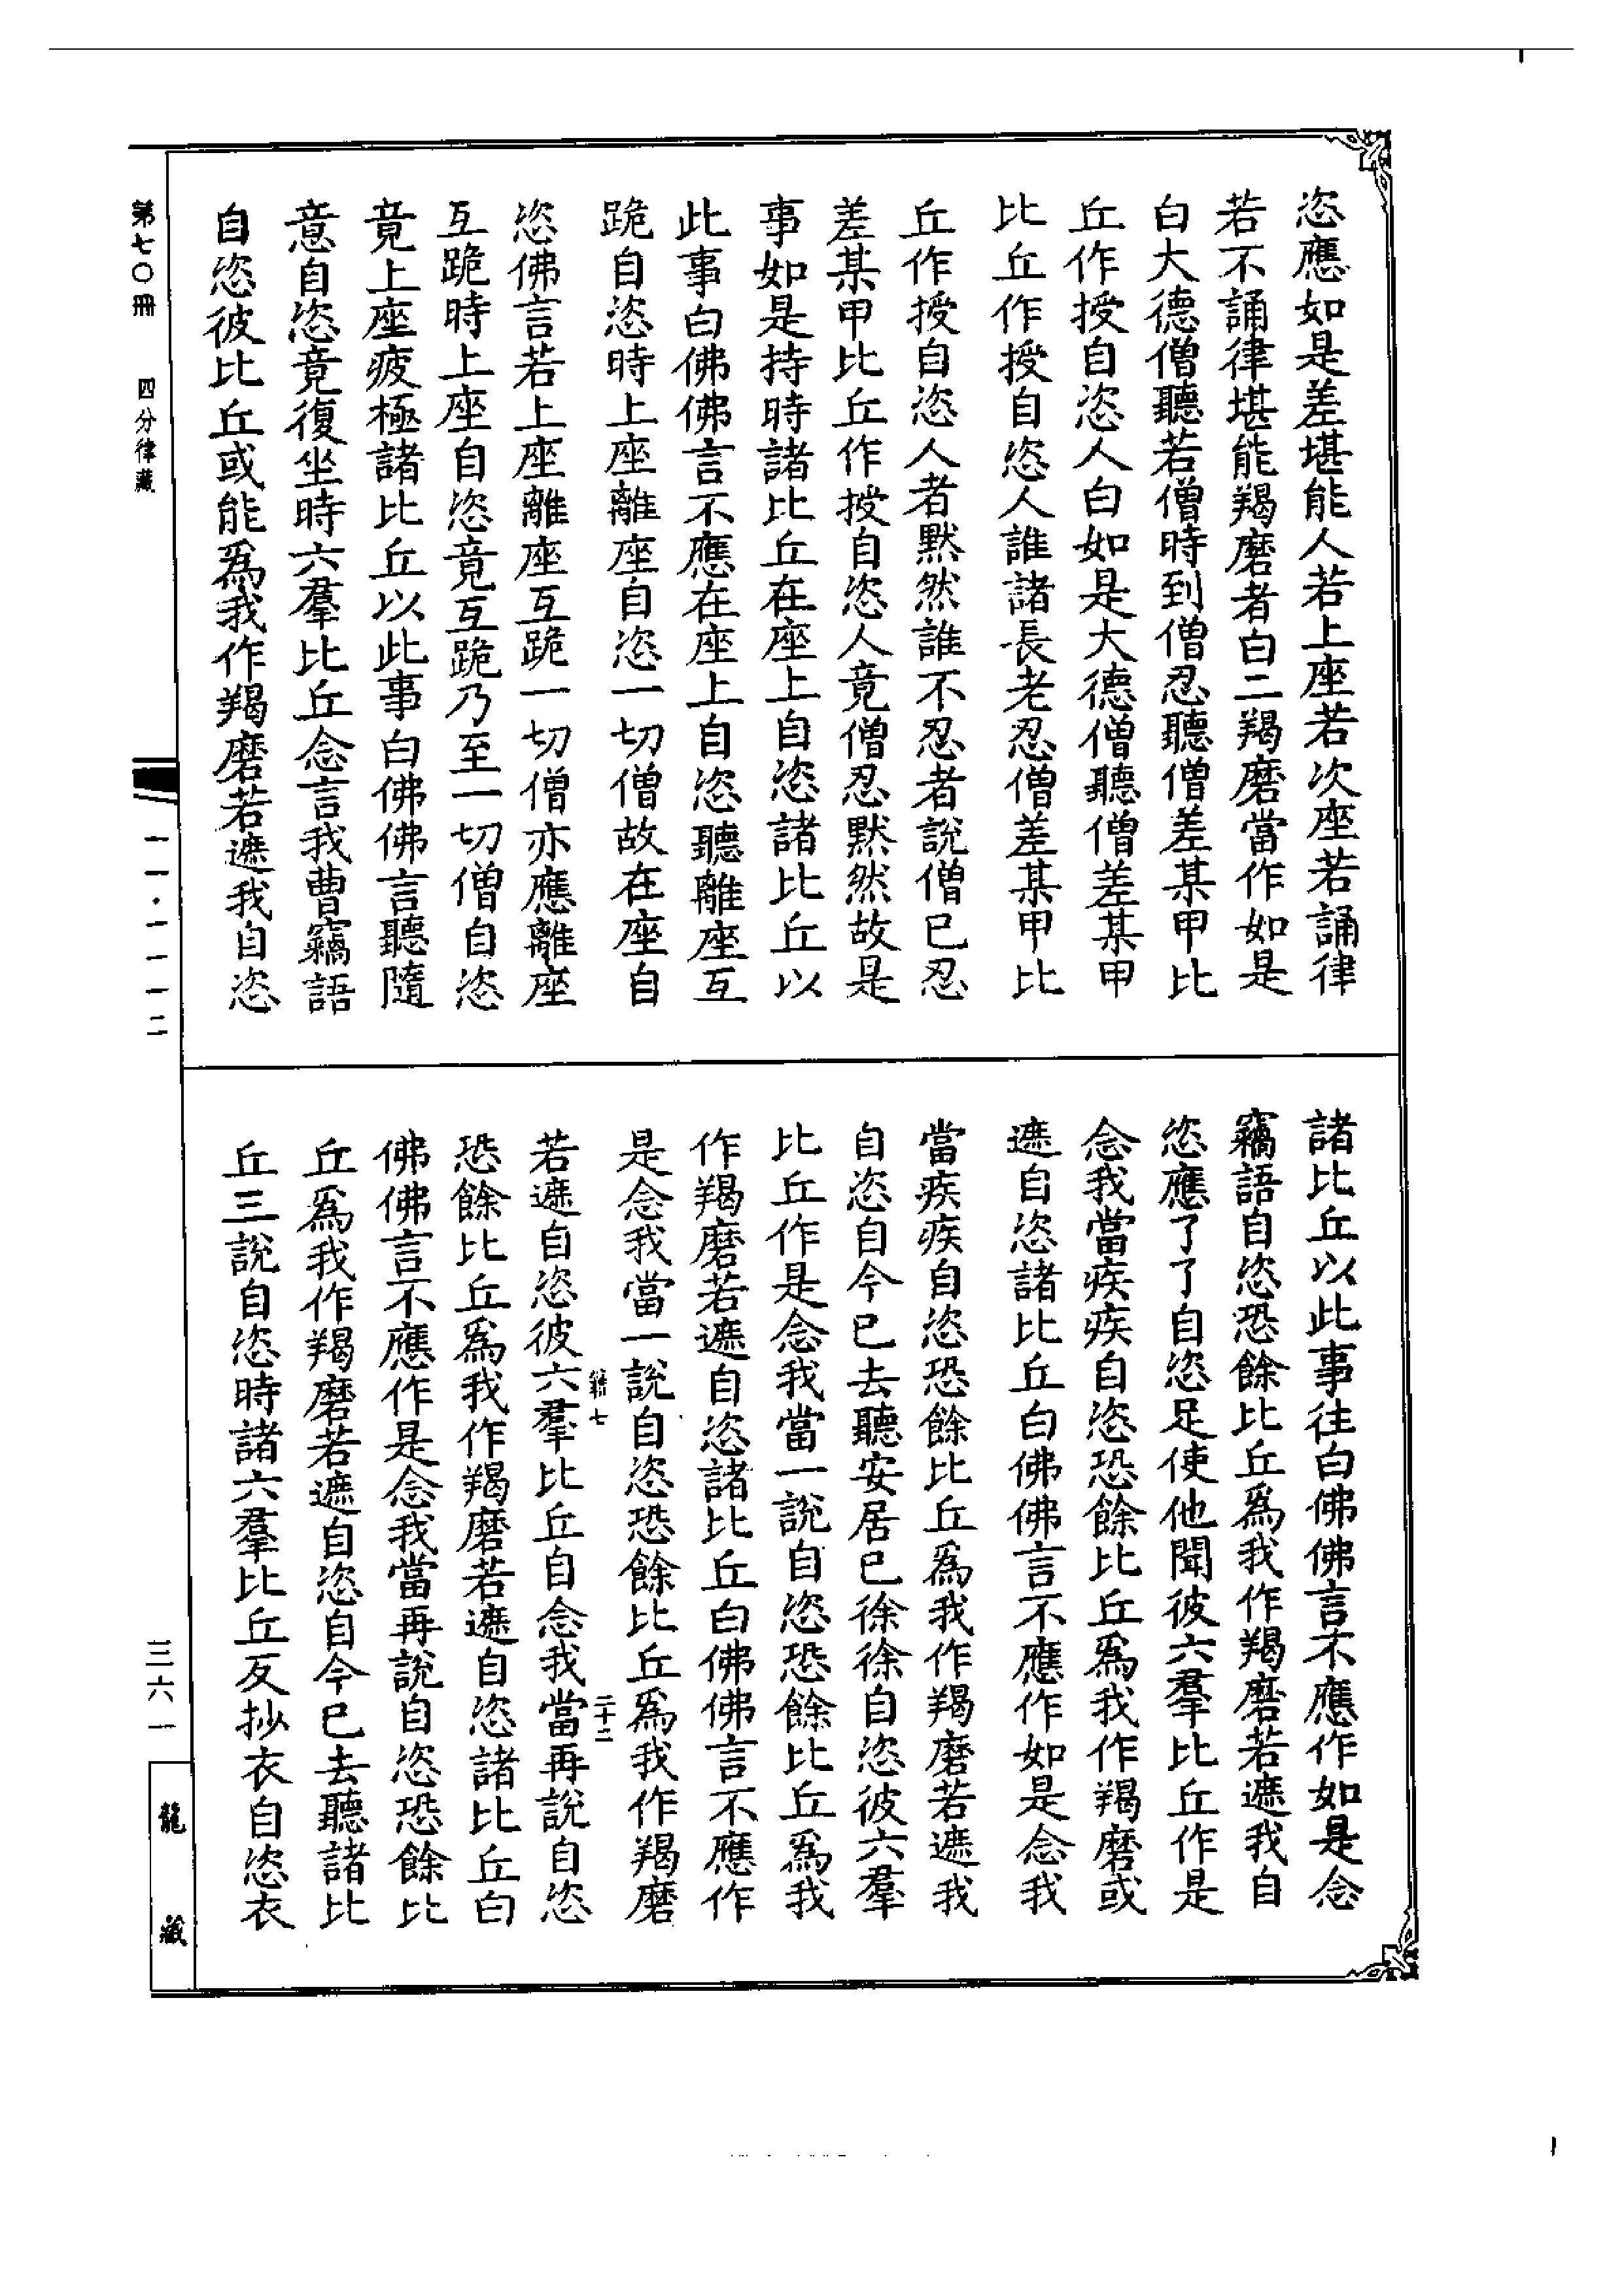 恣應如是差堪能人若上座若次座若誦律
若不誦律堪能羯磨者白二羯磨當作如是
白大德僧聽若僧時到僧忍聽僧差某甲比
丘作授自恣人白如是大德僧聽僧差某甲
比丘作授自恣人誰諸長老忍僧差某甲比
丘作授自恣人者默然誰不忍者說僧已忍
差某甲比丘作授自恣人竟僧忍默然故是
事如是持時諸比丘在座上自恣諸比丘以
此事白佛佛言不應在座上自恣聽離座互
跪自恣時上座離座自恣一切僧故在座自
恣佛言若上座離座互跪一切僧亦應離座
互跪時上座自恣竟互跪乃至一切僧自恣
竟上座疲極諸比丘以此事白佛佛言聽隨
意自恣竟復坐時六羣比丘念言我曹竊語
自恣彼比丘或能爲我作羯磨若遮我自恣
諸比丘以此事往白佛佛言不應作如是念
竊語自恣恐餘比丘爲我作羯磨若遮我自
恣應了了自恣足使他聞彼六羣比丘作是
念我當疾疾自恣恐餘比丘爲我作羯磨或
遮自恣諸比丘白佛佛言不應作如是念我
當疾疾自恣恐餘比丘爲我作羯磨若遮我
自恣自今已去聽安居已徐徐自恣彼六羣
比丘作是念我當一說自恣恐餘比丘爲我
作羯磨若遮自恣諸比丘白佛佛言不應作
是念我當一說自恣恐餘比丘爲我作羯磨
若遮自恣彼六羣比丘自念我當再說自恣
恐餘比丘爲我作羯磨若遮自恣諸比丘白
佛佛言不應作是念我當再說自恣恐餘比
丘爲我作羯磨若遮自恣自今已去聽諸比
丘三說自恣時諸六羣比丘反抄衣自恣衣
七
二十二
第七〇冊 四分律藏
一一·一一一二
三六一
龍藏